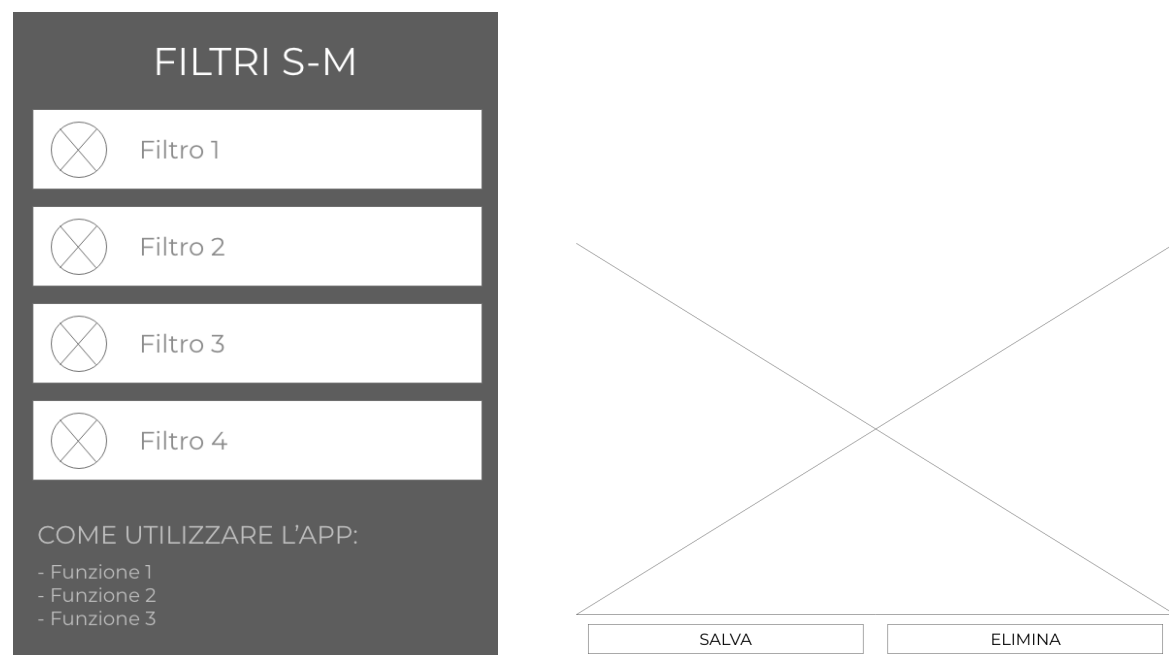 FILTRI S-M
Filtro 1
Filtro 2
Filtro 3
Filtro 4
COME UTILIZZARE L’APP:
- Funzione 1
- Funzione 2
- Funzione 3
SALVA
ELIMINA